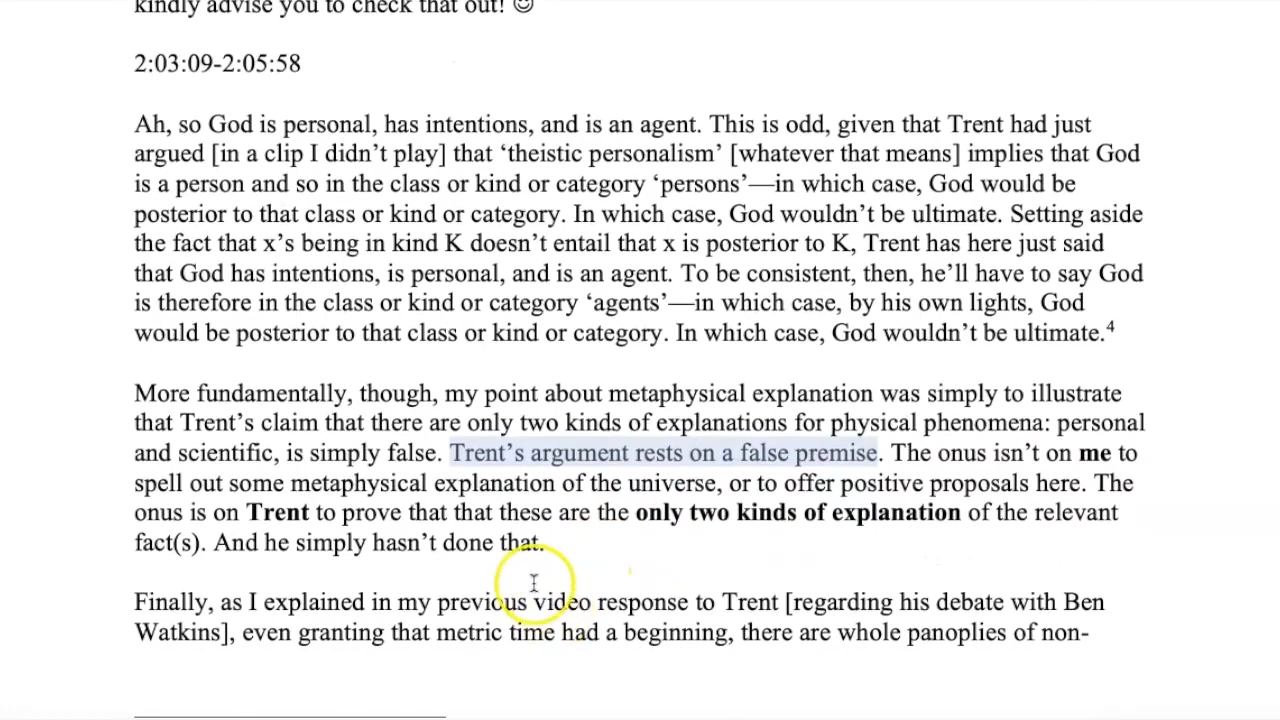 kindly advise you to check that out! ☺
2:03:09-2:05:58
Ah, so God is personal, has intentions, and is an agent. This is odd, given that Trent had just
argued [in a clip I didn’t play] that ‘theistic personalism’ [whatever that means] implies that God
is a person and so in the class or kind or category ‘persons’—in which case, God would be
posterior to that class or kind or category. In which case, God wouldn’t be ultimate. Setting aside
the fact that x’s being in kind K doesn’t entail that x is posterior to K, Trent has here just said
that God has intentions, is personal, and is an agent. To be consistent, then, he’ll have to say God
is therefore in the class or kind or category ‘agents’—in which case, by his own lights, God
would be posterior to that class or kind or category. In which case, God wouldn’t be ultimate.⁴
More fundamentally, though, my point about metaphysical explanation was simply to illustrate
that Trent’s claim that there are only two kinds of explanations for physical phenomena: personal
and scientific, is simply false. Trent’s argument rests on a false premise. The onus isn’t on me to
spell out some metaphysical explanation of the universe, or to offer positive proposals here. The
onus is on Trent to prove that that these are the only two kinds of explanation of the relevant
fact(s). And he simply hasn’t done that.
Finally, as I explained in my previous video response to Trent [regarding his debate with Ben
Watkins], even granting that metric time had a beginning, there are whole panoplies of non-